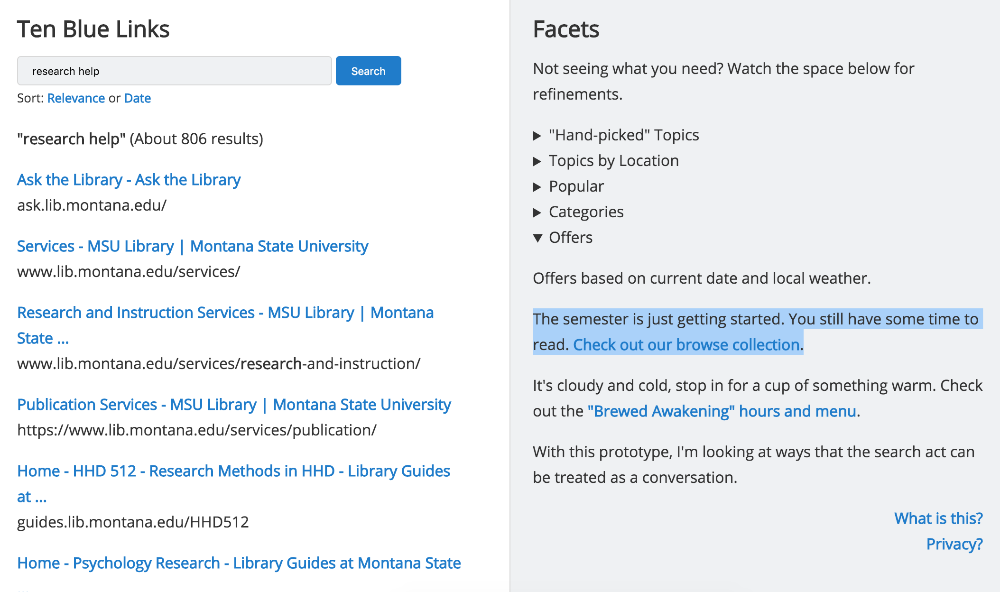 Ten Blue Links
research help
Search
Sort: Relevance or Date
"research help" (About 806 results)
Ask the Library - Ask the Library
ask.lib.montana.edu/
Services - MSU Library | Montana State University
www.lib.montana.edu/services/
Research and Instruction Services - MSU Library | Montana
State ...
www.lib.montana.edu/services/research-and-instruction/
Publication Services - MSU Library | Montana State University
https://www.lib.montana.edu/services/publication/
Home - HHD 512 - Research Methods in HHD - Library Guides
at ...
guides.lib.montana.edu/HHD512
Home - Psychology Research - Library Guides at Montana State
...
Facets
Not seeing what you need? Watch the space below for
refinements.
"Hand-picked" Topics
Topics by Location
Popular
Categories
Offers
Offers based on current date and local weather.
The semester is just getting started. You still have some time to
read. Check out our browse collection.
It's cloudy and cold, stop in for a cup of something warm. Check
out the "Brewed Awakening" hours and menu.
With this prototype, I'm looking at ways that the search act can
be treated as a conversation.
What is this?
Privacy?